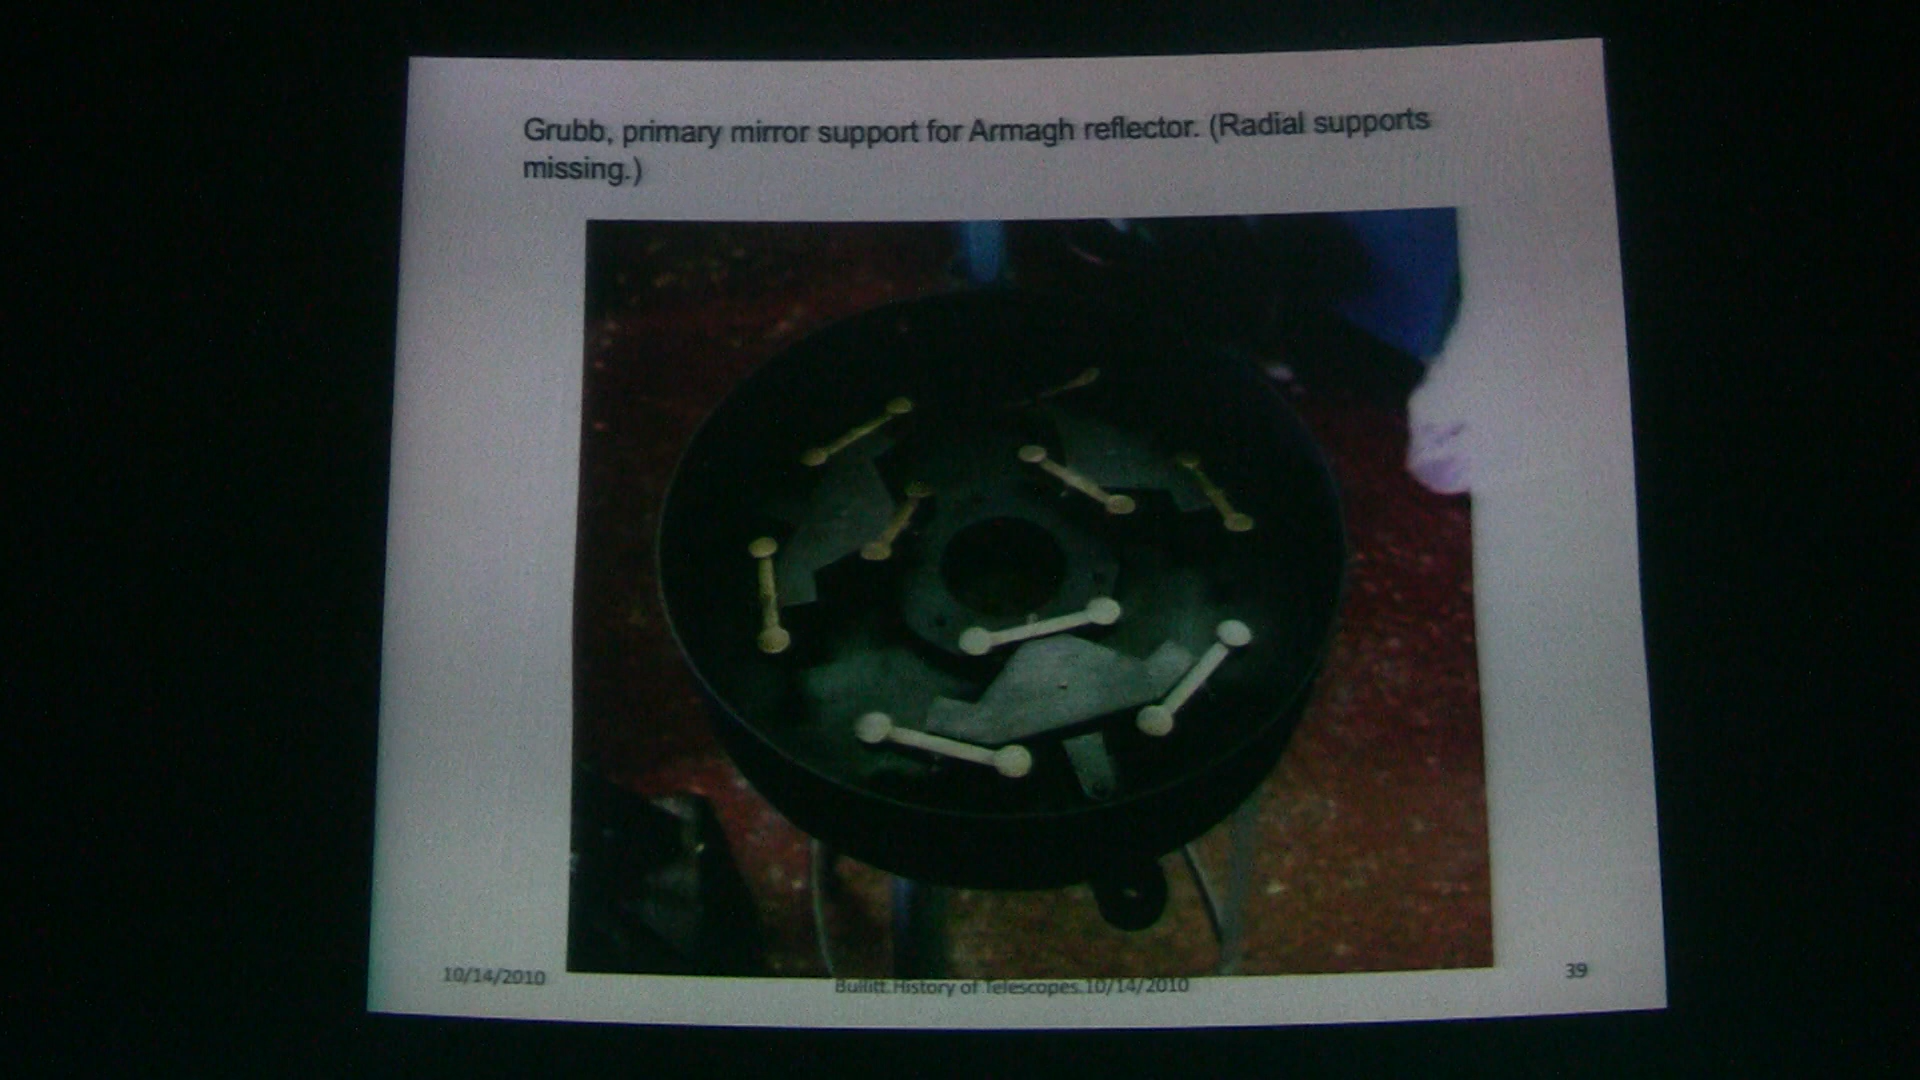 Grubb, primary mirror support for Armagh reflector. (Radial supports
missing.)
10/14/2010
Bullitt.History of Telescopes.10/14/2010
39